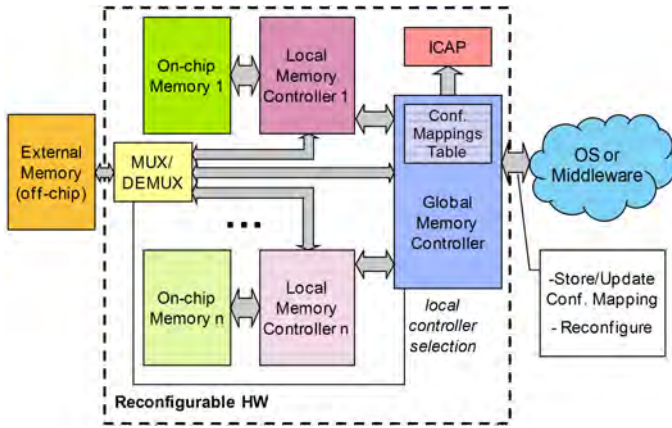 On-chip
Memory 1
Local
Memory
Controller 1
ICAP
External
Memory
(off-chip)
MUX/
DEMUX
Conf.
Mappings
Table
Global
Memory
Controller
OS or
Middleware
...
On-chip
Memory n
Local
Memory
Controller n
local
controller
selection
-Store/Update
Conf. Mapping
- Reconfigure
Reconfigurable HW